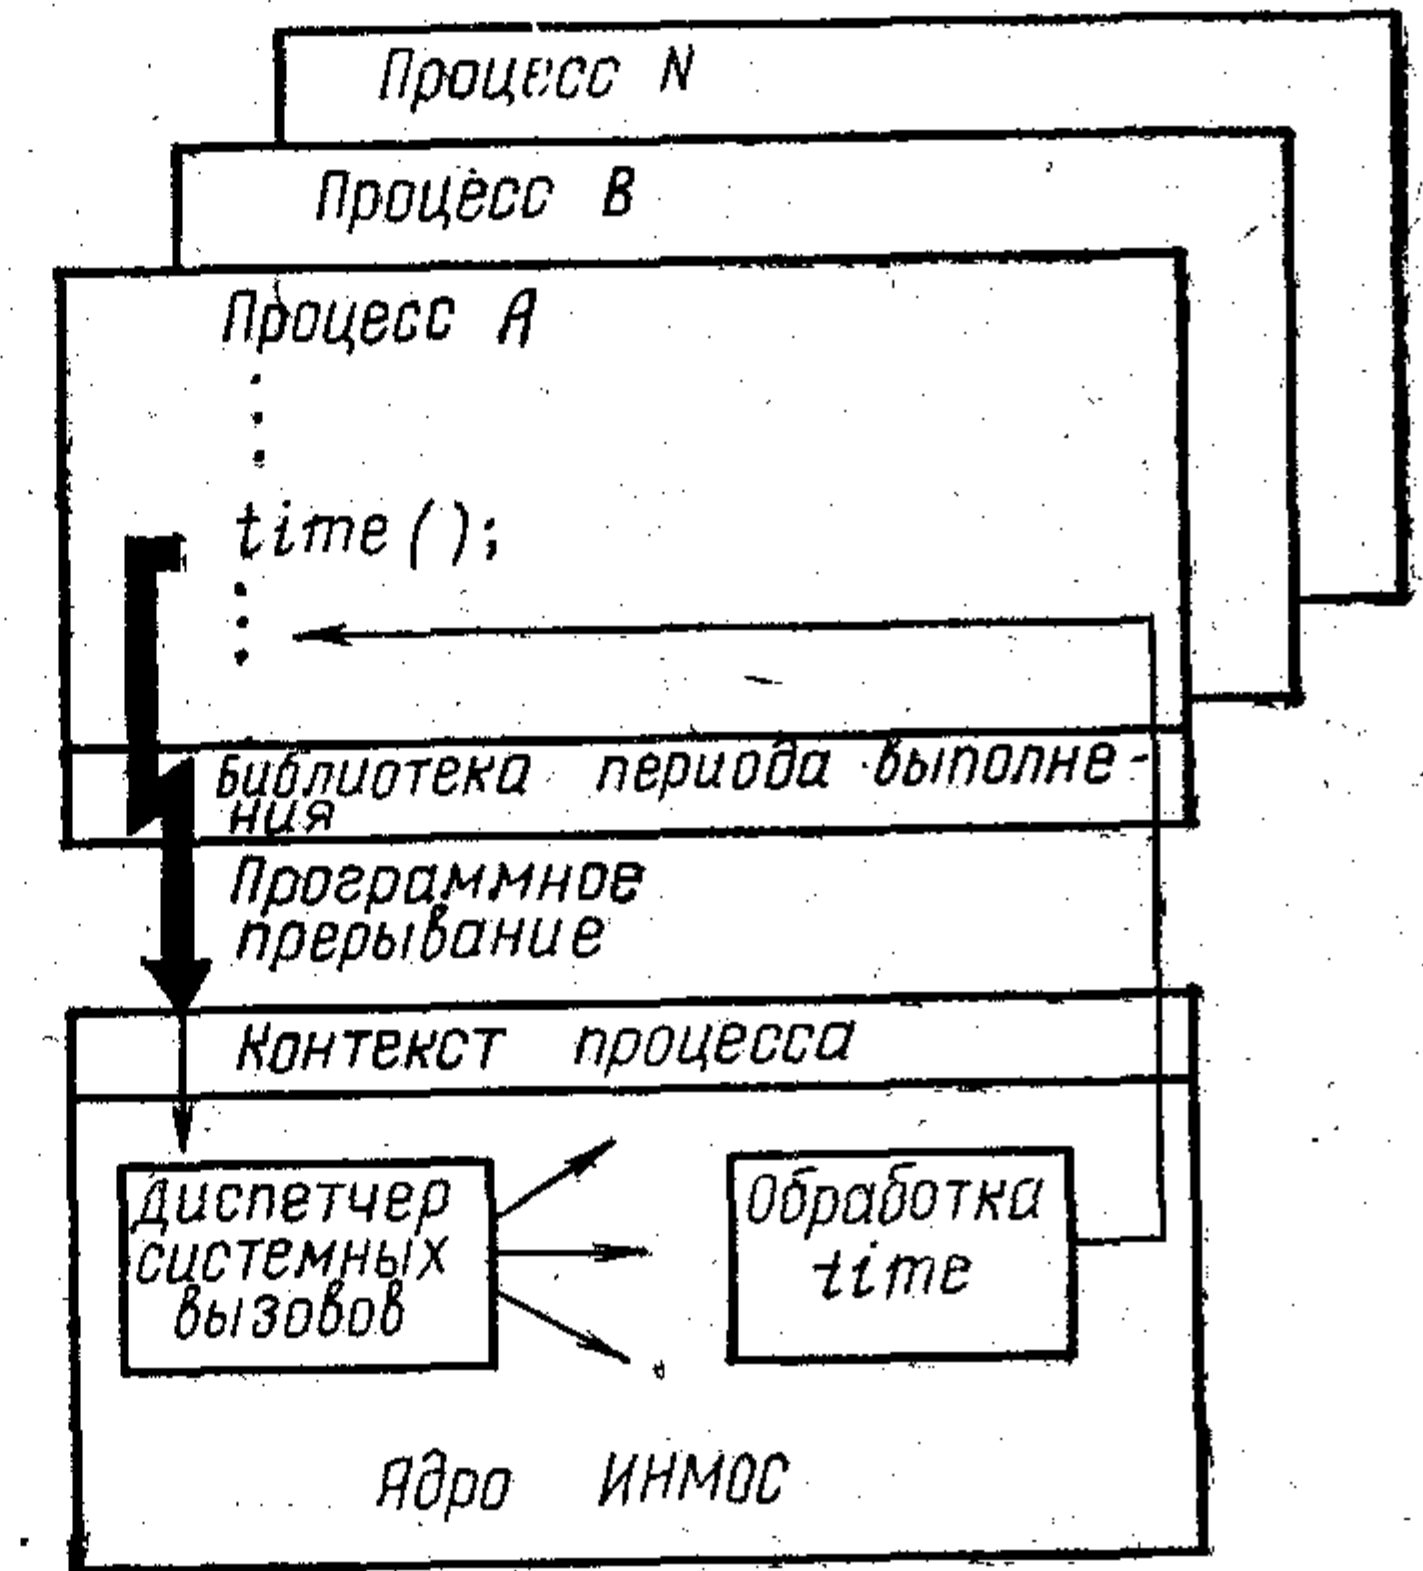 Процесс N
Процесс B
Процесс A
time();
Библиотека периода выполне-
ния
Программное
прерывание
Контекст процесса
Диспетчер
системных
вызовов
Обработка
time
Ядро ИНМОС